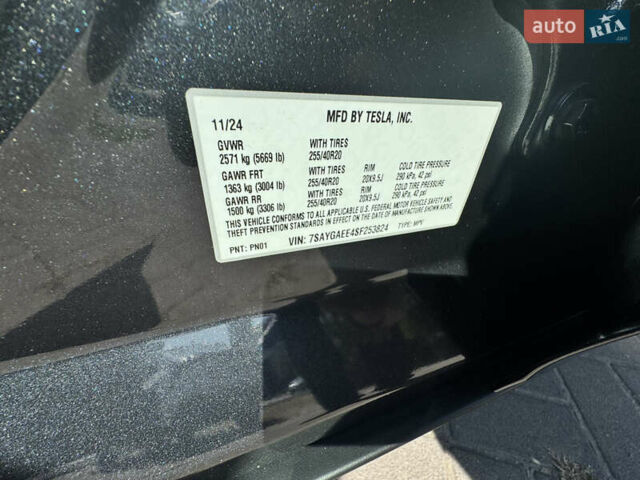 auto RIA.com
11/24 MFD BY TESLA, INC.
GVWR WITH TIRES
2571 kg (5669 lb) 255/40R20
GAWR FRT WITH TIRES RIM COLD TIRE PRESSURE
1363 kg (3004 lb) 255/40R20 20X9.5J 290 kPa, 42 psi
GAWR RR WITH TIRES RIM COLD TIRE PRESSURE
1500 kg (3306 lb) 255/40R20 20X9.5J 290 kPa, 42 psi
THIS VEHICLE CONFORMS TO ALL APPLICABLE U.S. FEDERAL MOTOR VEHICLE SAFETY AND
THEFT PREVENTION STANDARDS IN EFFECT ON THE DATE OF MANUFACTURE SHOWN ABOVE.
PNT: PN01 VIN: 7SAYGAEE4SF253824 TYPE: MPV